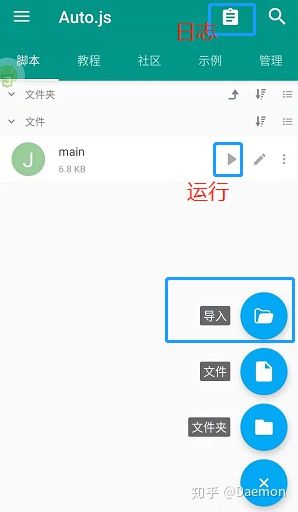 Auto.js
日志
脚本 教程 社区 示例 管理
文件夹
文件
J main
6.8 KB
运行
导入
文件
文件夹
知乎 @Daemon